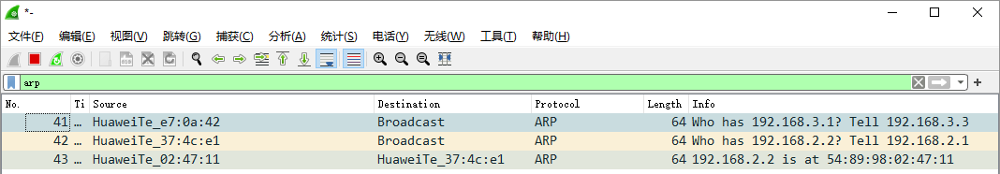 *-
文件(F) 编辑(E) 视图(V) 跳转(G) 捕获(C) 分析(A) 统计(S) 电话(Y) 无线(W) 工具(T) 帮助(H)
arp
No. Ti Source Destination Protocol Length Info
41 … HuaweiTe_e7:0a:42 Broadcast ARP 64 Who has 192.168.3.1? Tell 192.168.3.3
42 … HuaweiTe_37:4c:e1 Broadcast ARP 64 Who has 192.168.2.2? Tell 192.168.2.1
43 … HuaweiTe_02:47:11 HuaweiTe_37:4c:e1 ARP 64 192.168.2.2 is at 54:89:98:02:47:11